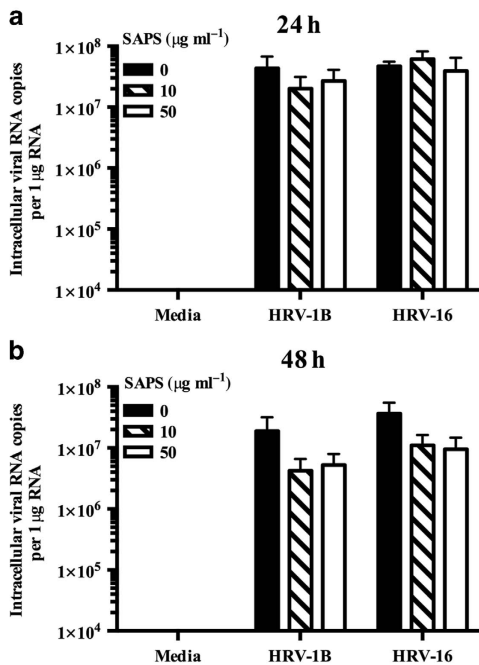 a
24 h
SAPS (μg ml⁻¹)
0
10
50
Intracellular viral RNA copies
per 1 μg RNA
1×10⁸
1×10⁷
1×10⁶
1×10⁵
1×10⁴
Media
HRV-1B
HRV-16
b
48 h
SAPS (μg ml⁻¹)
0
10
50
Intracellular viral RNA copies
per 1 μg RNA
1×10⁸
1×10⁷
1×10⁶
1×10⁵
1×10⁴
Media
HRV-1B
HRV-16